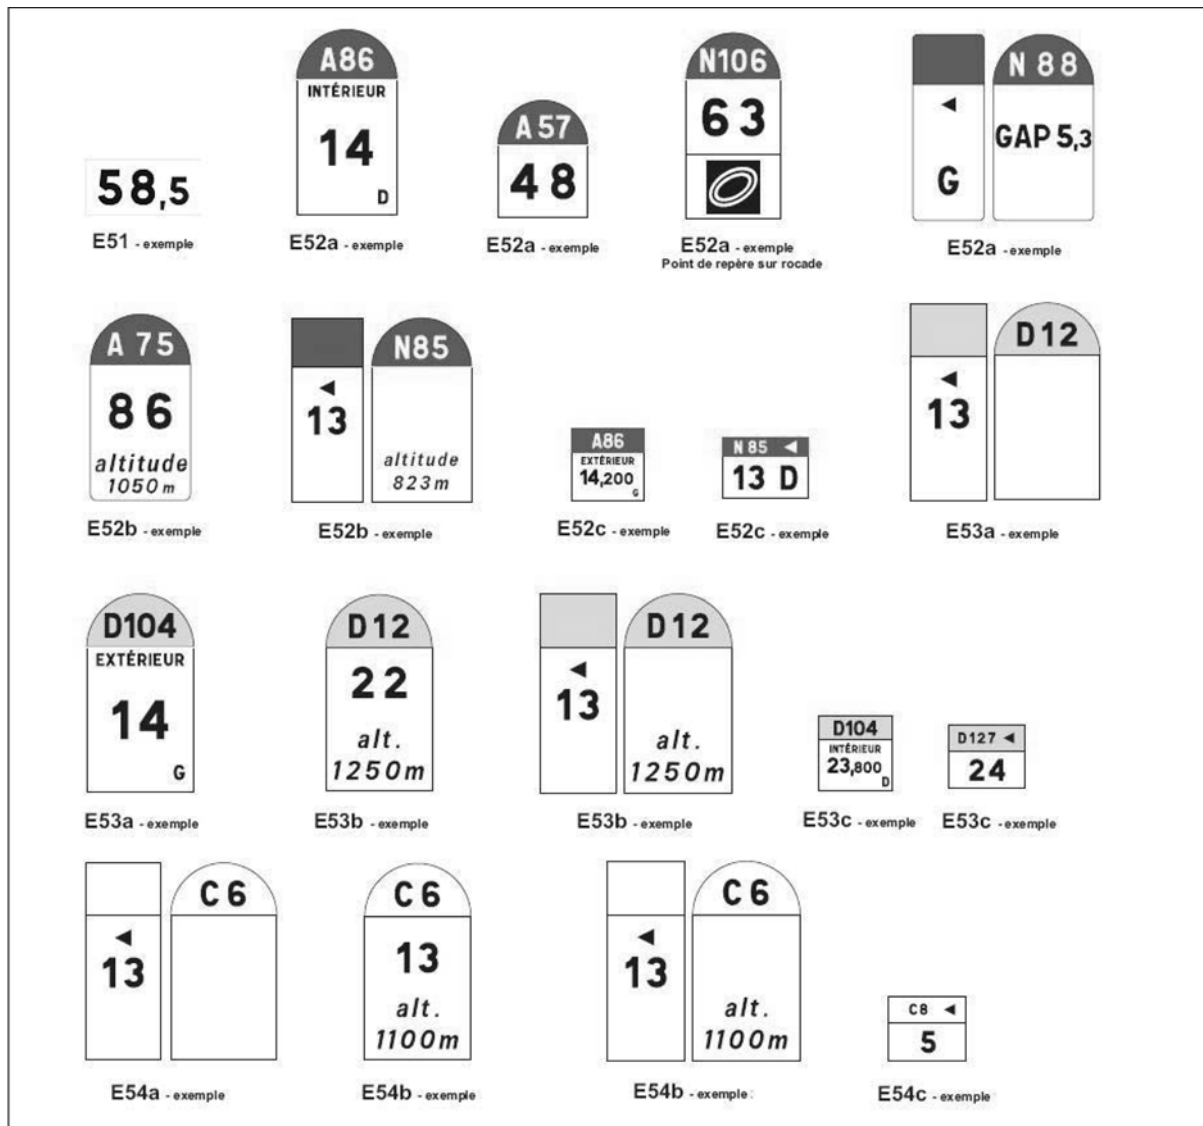 58,5
E51 - exemple
A86
INTÉRIEUR
14
D
E52a - exemple
A 57
48
E52a - exemple
N106
63
E52a - exemple
Point de repère sur rocade
◄
G
N 88
GAP 5,3
E52a - exemple
A 75
86
altitude
1050 m
E52b - exemple
◄
13
N85
altitude
823 m
E52b - exemple
A86
EXTÉRIEUR
14,200
G
E52c - exemple
N 85 ◄
13 D
E52c - exemple
◄
13
D12
E53a - exemple
D104
EXTÉRIEUR
14
G
E53a - exemple
D12
22
alt.
1250m
E53b - exemple
◄
13
D12
alt.
1250m
E53b - exemple
D104
INTÉRIEUR
23,800
D
E53c - exemple
D127 ◄
24
E53c - exemple
◄
13
C6
E54a - exemple
C6
13
alt.
1100m
E54b - exemple
◄
13
C6
alt.
1100m
E54b - exemple :
C8 ◄
5
E54c - exemple